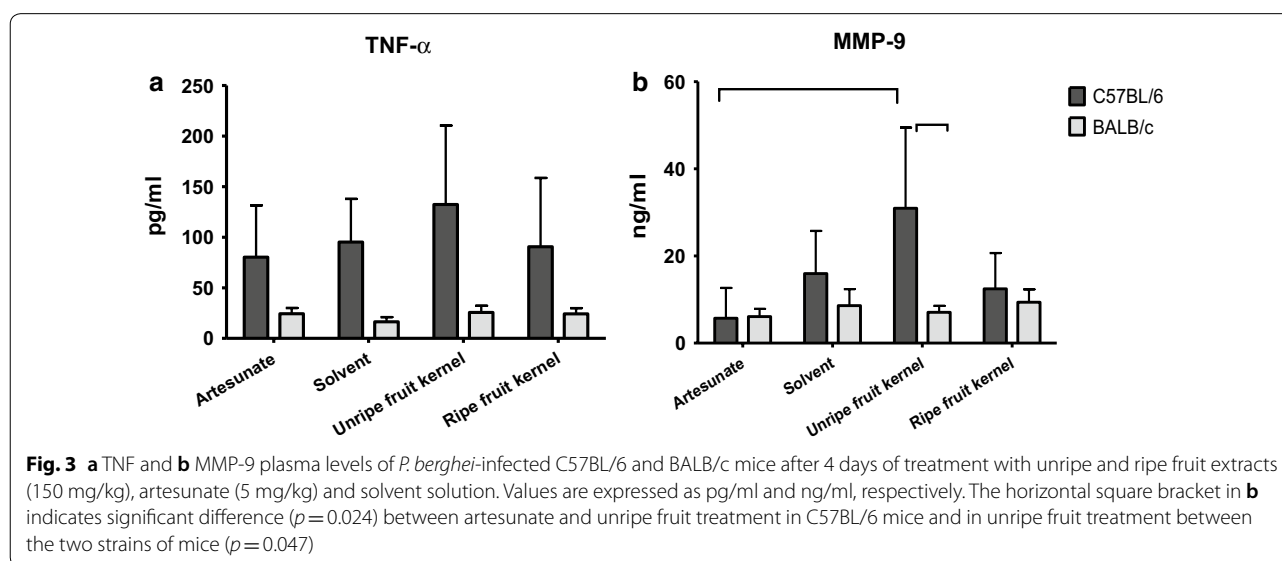 TNF-α
MMP-9
a
b
250
200
150
100
50
0
pg/ml
60
40
20
0
ng/ml
C57BL/6
BALB/c
Artesunate
Solvent
Unripe fruit kernel
Ripe fruit kernel
Artesunate
Solvent
Unripe fruit kernel
Ripe fruit kernel
Fig. 3 a TNF and b MMP-9 plasma levels of P. berghei-infected C57BL/6 and BALB/c mice after 4 days of treatment with unripe and ripe fruit extracts
(150 mg/kg), artesunate (5 mg/kg) and solvent solution. Values are expressed as pg/ml and ng/ml, respectively. The horizontal square bracket in b
indicates significant difference (p = 0.024) between artesunate and unripe fruit treatment in C57BL/6 mice and in unripe fruit treatment between
the two strains of mice (p = 0.047)